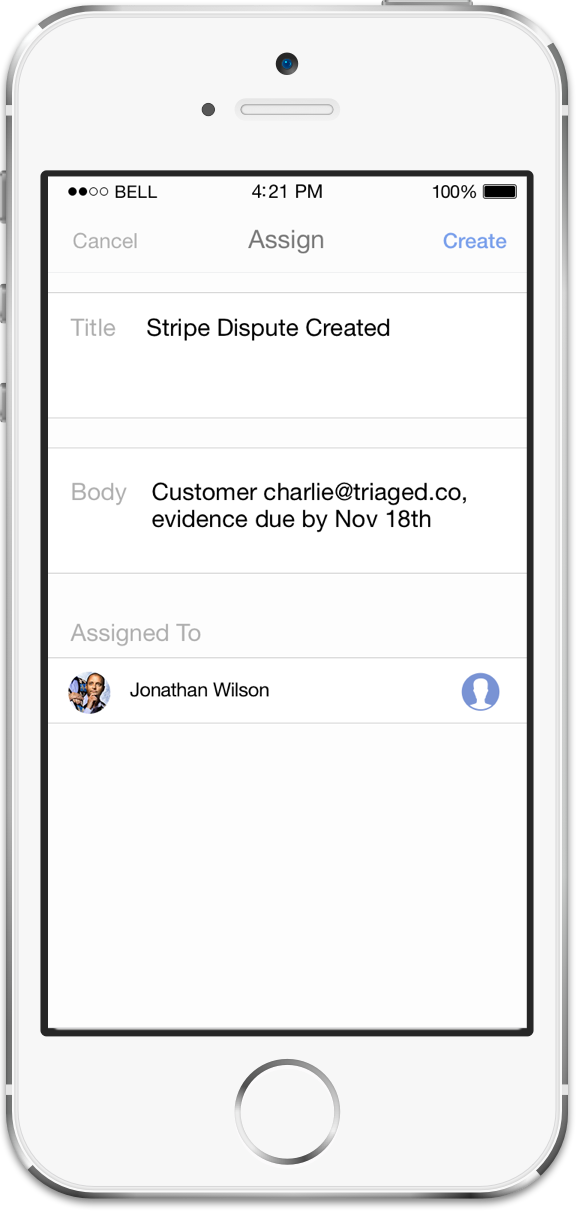 BELL 4:21 PM 100%
Cancel Assign Create
Title Stripe Dispute Created
Body Customer charlie@triaged.co,
evidence due by Nov 18th
Assigned To
Jonathan Wilson